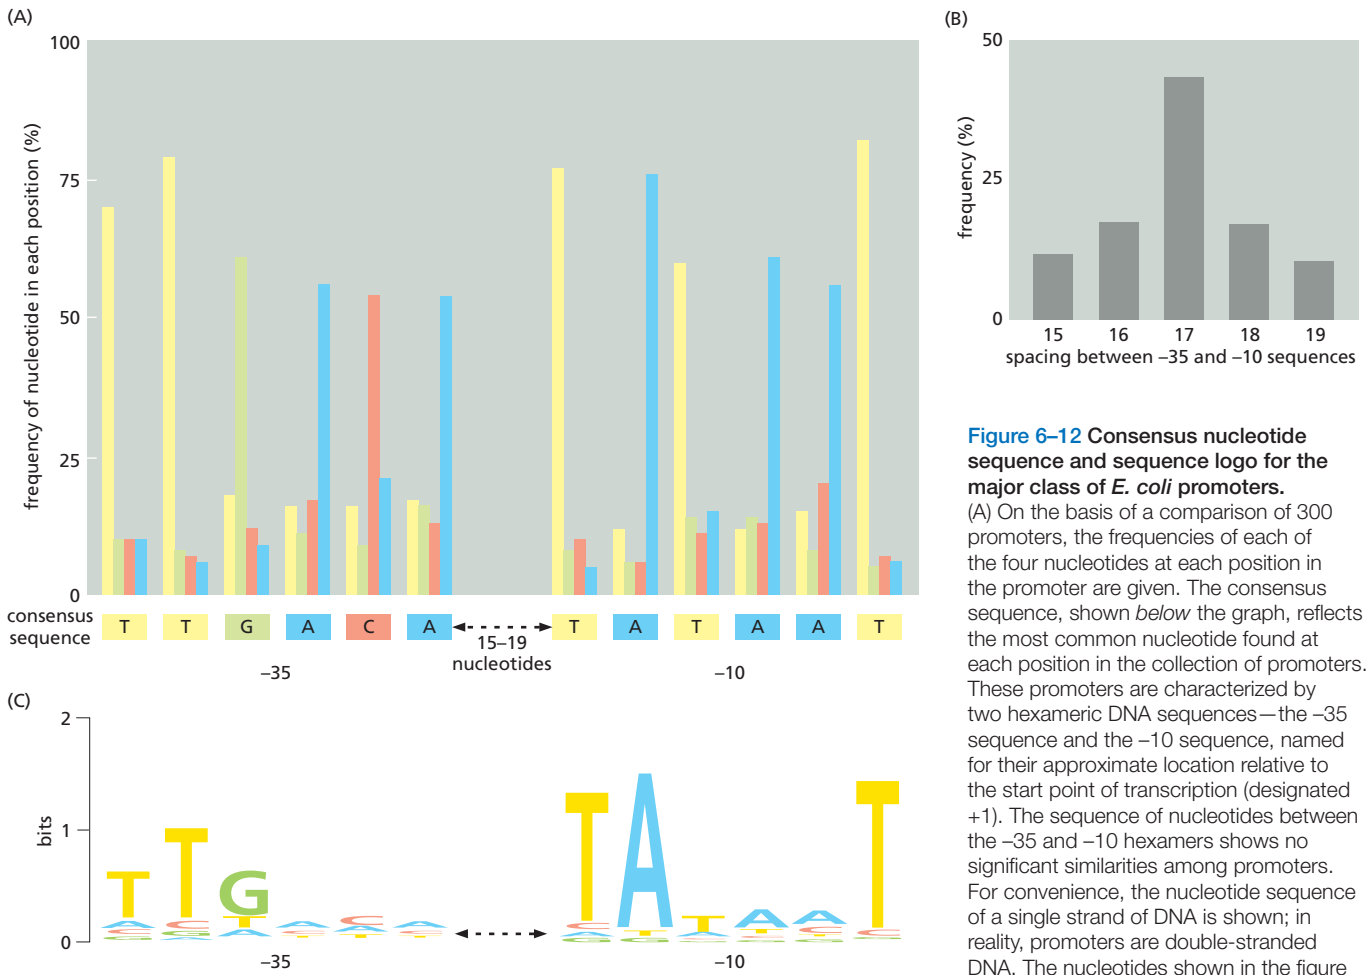 (A)
100
75
50
25
0
frequency of nucleotide in each position (%)
consensus
sequence
T T G A C A T A T A A T
15–19
nucleotides
–35 –10
(B)
50
25
0
frequency (%)
15 16 17 18 19
spacing between –35 and –10 sequences
(C)
2
1
0
bits
–35 –10
T
A
C
G
T
C
G
A
G
T
A
A
C
T
C
A
T
A
C
T
T
C
A
G
A
T
C
G
T
A
C
G
A
T
C
G
A
C
T
G
T
C
G
Figure 6–12 Consensus nucleotide
sequence and sequence logo for the
major class of E. coli promoters.
(A) On the basis of a comparison of 300
promoters, the frequencies of each of
the four nucleotides at each position in
the promoter are given. The consensus
sequence, shown below the graph, reflects
the most common nucleotide found at
each position in the collection of promoters.
These promoters are characterized by
two hexameric DNA sequences—the –35
sequence and the –10 sequence, named
for their approximate location relative to
the start point of transcription (designated
+1). The sequence of nucleotides between
the –35 and –10 hexamers shows no
significant similarities among promoters.
For convenience, the nucleotide sequence
of a single strand of DNA is shown; in
reality, promoters are double-stranded
DNA. The nucleotides shown in the figure